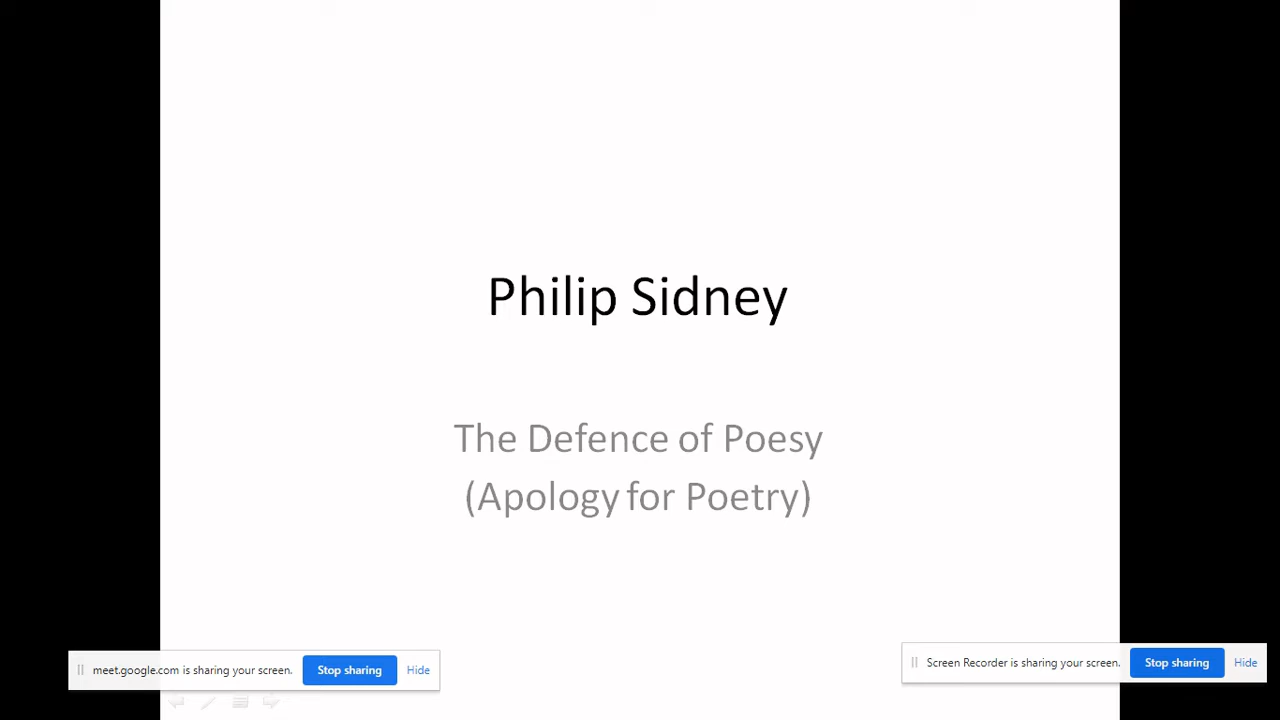 Philip Sidney
The Defence of Poesy
(Apology for Poetry)
meet.google.com is sharing your screen. Stop sharing Hide
Screen Recorder is sharing your screen. Stop sharing Hide